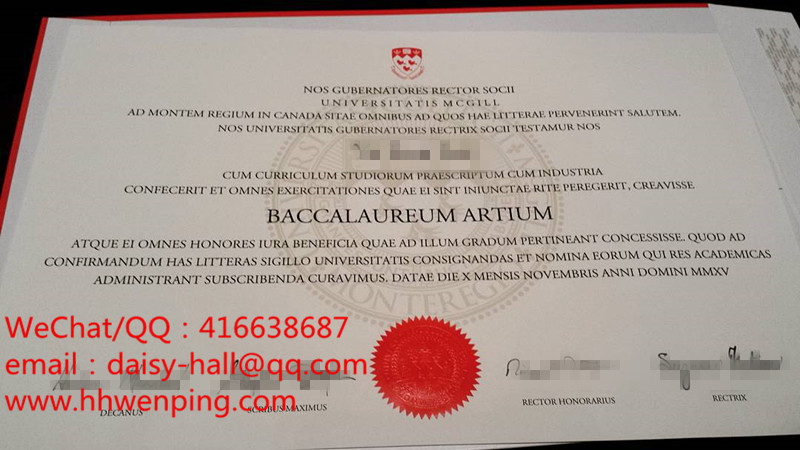 NOS GUBERNATORES RECTOR SOCII
UNIVERSITATIS MCGILL
AD MONTEM REGIUM IN CANADA SITAE OMNIBUS AD QUOS HAE LITTERAE PERVENERINT SALUTEM.
NOS UNIVERSITATIS GUBERNATORES RECTRIX SOCII TESTAMUR NOS
CUM CURRICULUM STUDIORUM PRAESCRIPTUM CUM INDUSTRIA
CONFECERIT ET OMNES EXERCITATIONES QUAE EI SINT INIUNCTAE RITE PEREGERIT, CREAVISSE
BACCALAUREUM ARTIUM
ATQUE EI OMNES HONORES IURA BENEFICIA QUAE AD ILLUM GRADUM PERTINEANT CONCESSISSE. QUOD AD
CONFIRMANDUM HAS LITTERAS SIGILLO UNIVERSITATIS CONSIGNANDAS ET NOMINA EORUM QUI RES ACADEMICAS
ADMINISTRANT SUBSCRIBENDA CURAVIMUS. DATAE DIE X MENSIS NOVEMBRIS ANNI DOMINI MMXV
WeChat/QQ：416638687
email：daisy-hall@qq.com
www.hhwenping.com
DECANUS
SCRIBUS MAXIMUS
RECTOR HONORARIUS
RECTRIX